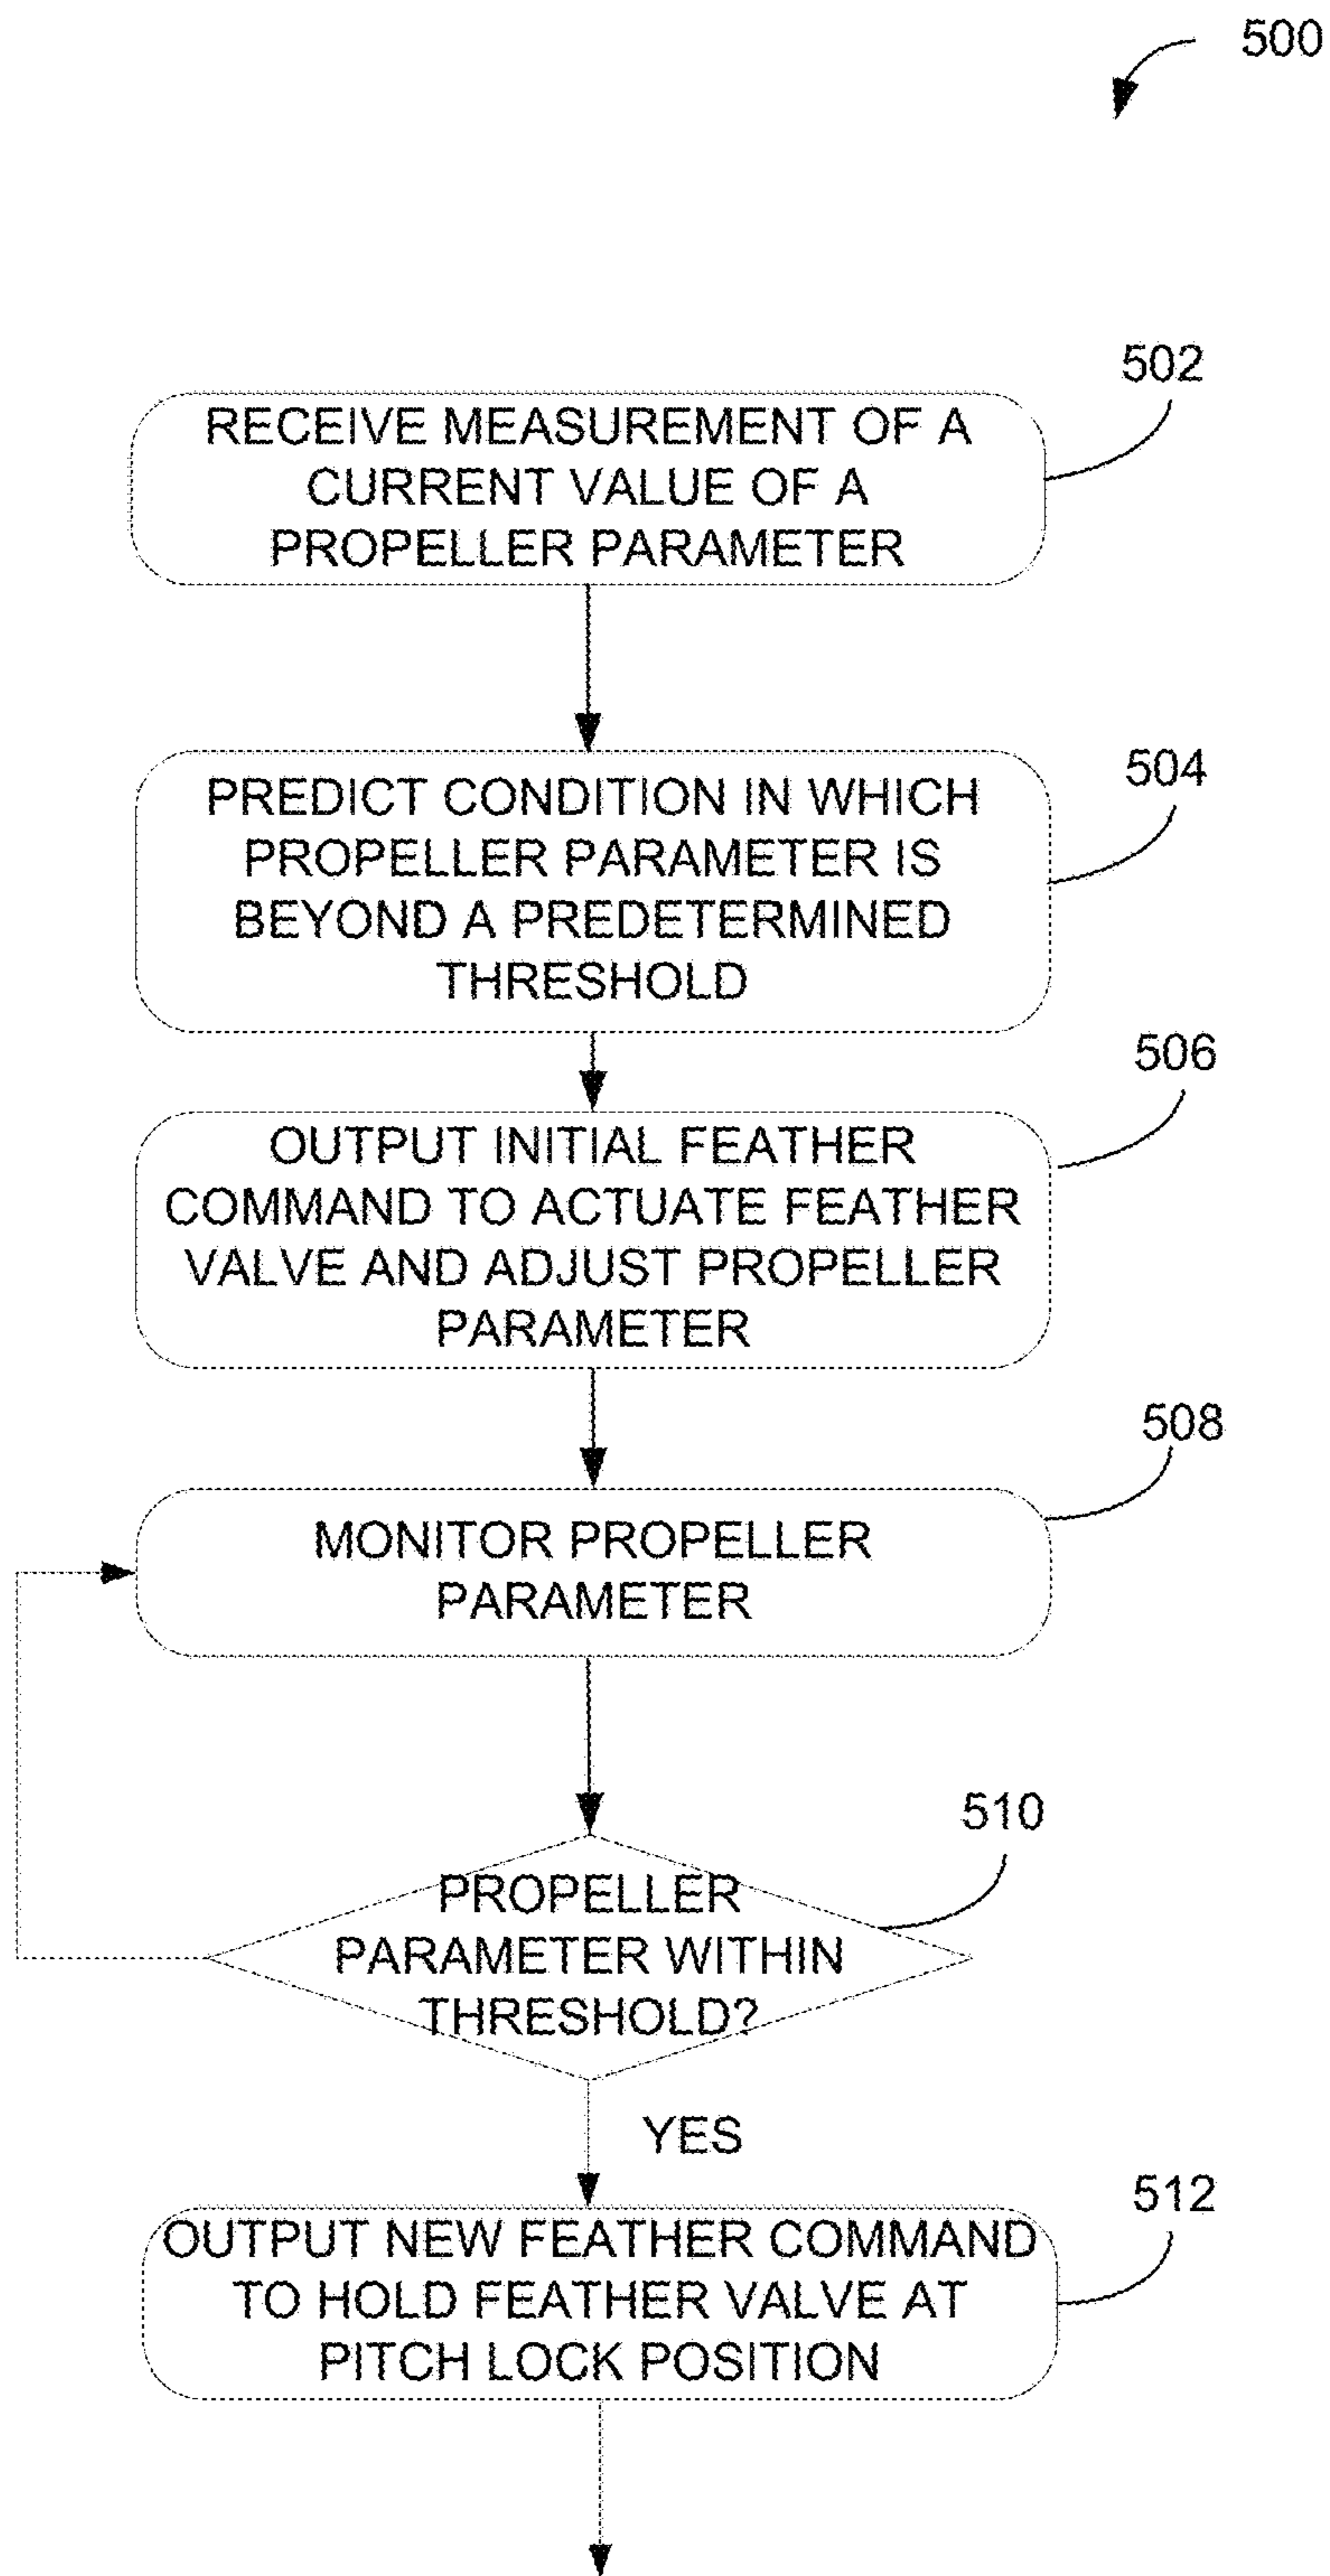 500
502
RECEIVE MEASUREMENT OF A
CURRENT VALUE OF A
PROPELLER PARAMETER
504
PREDICT CONDITION IN WHICH
PROPELLER PARAMETER IS
BEYOND A PREDETERMINED
THRESHOLD
506
OUTPUT INITIAL FEATHER
COMMAND TO ACTUATE FEATHER
VALVE AND ADJUST PROPELLER
PARAMETER
508
MONITOR PROPELLER
PARAMETER
510
PROPELLER
PARAMETER WITHIN
THRESHOLD?
YES
512
OUTPUT NEW FEATHER COMMAND
TO HOLD FEATHER VALVE AT
PITCH LOCK POSITION